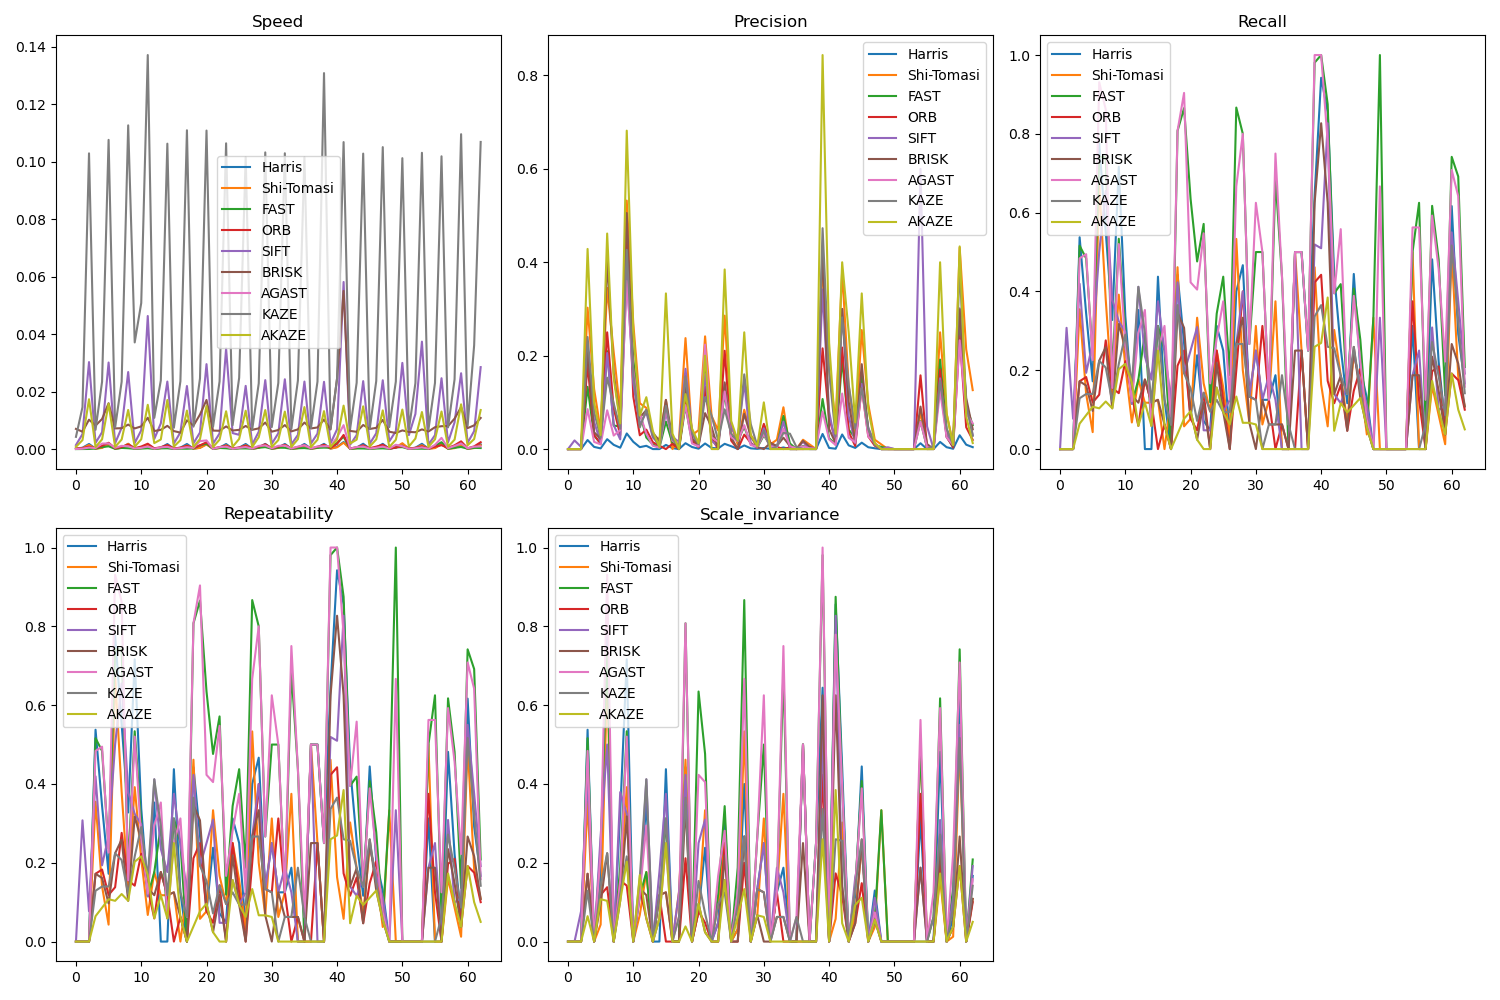 Speed
0.14
0.12
0.10
0.08
0.06
0.04
0.02
0.00
0 10 20 30 40 50 60
Harris
Shi-Tomasi
FAST
ORB
SIFT
BRISK
AGAST
KAZE
AKAZE
Precision
0.8
0.6
0.4
0.2
0.0
0 10 20 30 40 50 60
Harris
Shi-Tomasi
FAST
ORB
SIFT
BRISK
AGAST
KAZE
AKAZE
Recall
1.0
0.8
0.6
0.4
0.2
0.0
0 10 20 30 40 50 60
Harris
Shi-Tomasi
FAST
ORB
SIFT
BRISK
AGAST
KAZE
AKAZE
Repeatability
1.0
0.8
0.6
0.4
0.2
0.0
0 10 20 30 40 50 60
Harris
Shi-Tomasi
FAST
ORB
SIFT
BRISK
AGAST
KAZE
AKAZE
Scale_invariance
1.0
0.8
0.6
0.4
0.2
0.0
0 10 20 30 40 50 60
Harris
Shi-Tomasi
FAST
ORB
SIFT
BRISK
AGAST
KAZE
AKAZE